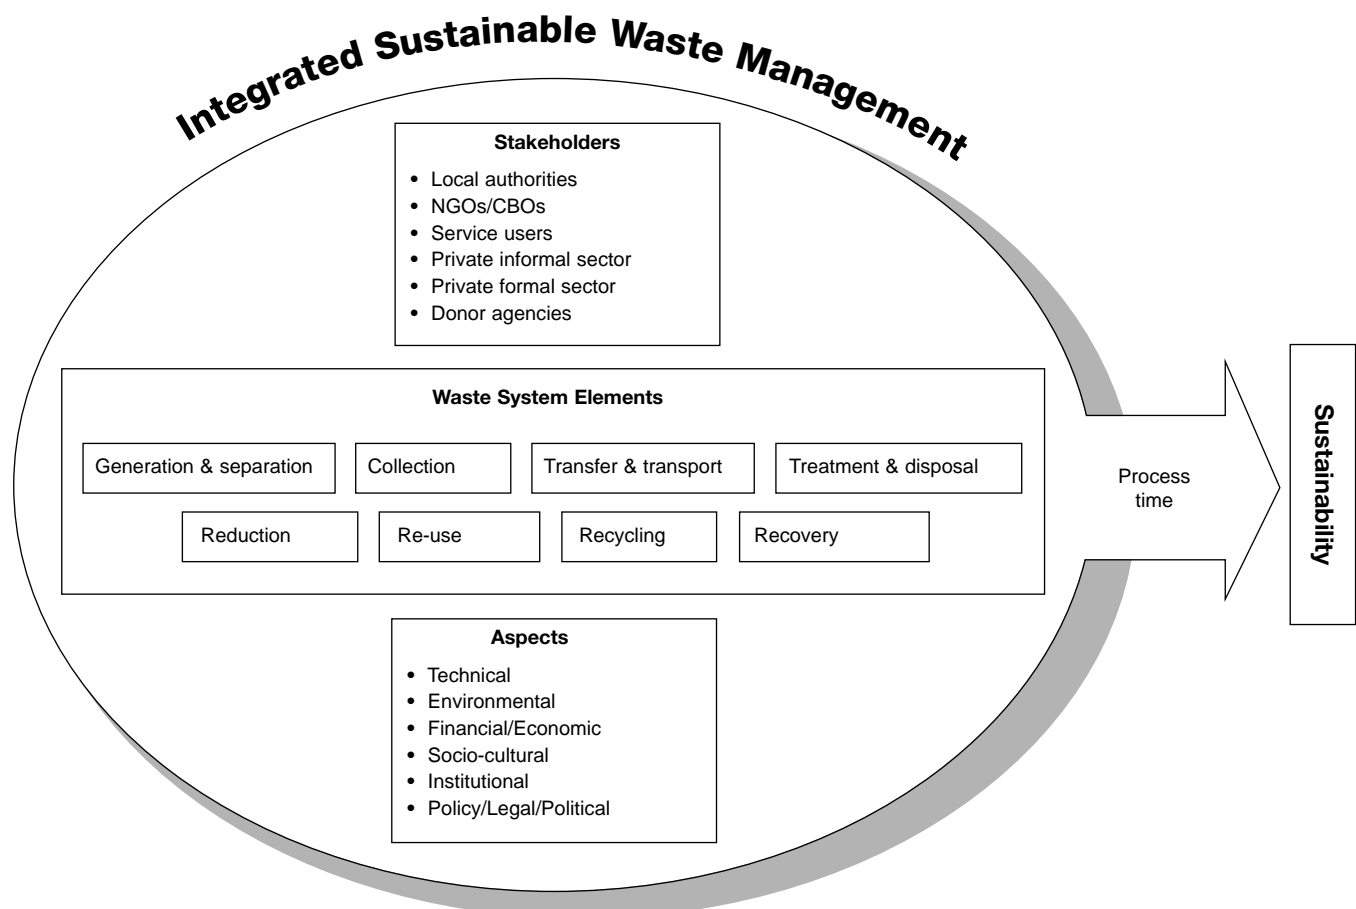 Integrated Sustainable Waste Management
Stakeholders
• Local authorities
• NGOs/CBOs
• Service users
• Private informal sector
• Private formal sector
• Donor agencies
Waste System Elements
Generation & separation
Collection
Transfer & transport
Treatment & disposal
Reduction
Re-use
Recycling
Recovery
Aspects
• Technical
• Environmental
• Financial/Economic
• Socio-cultural
• Institutional
• Policy/Legal/Political
Process
time
Sustainability